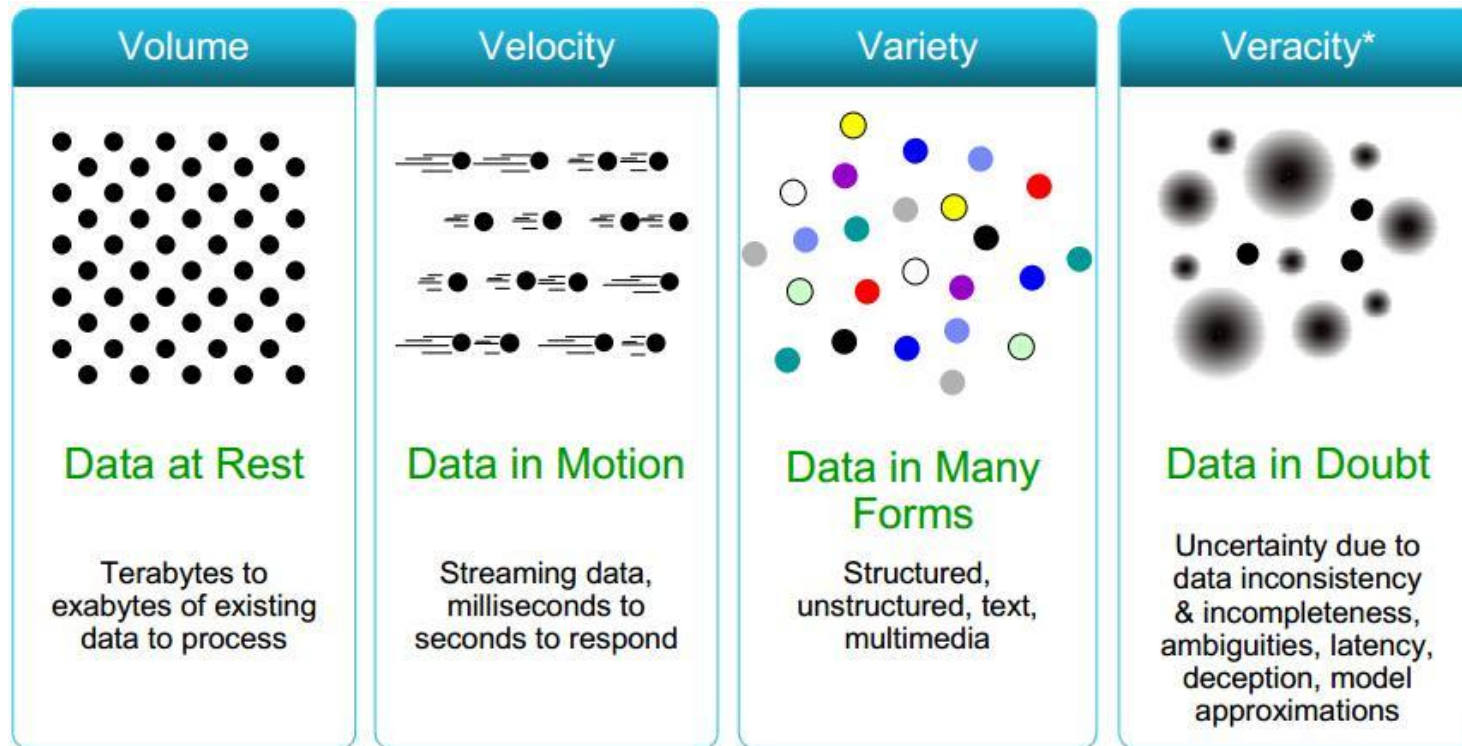 Volume
Data at Rest
Terabytes to
exabytes of existing
data to process
Velocity
Data in Motion
Streaming data,
milliseconds to
seconds to respond
Variety
Data in Many
Forms
Structured,
unstructured, text,
multimedia
Veracity*
Data in Doubt
Uncertainty due to
data inconsistency
& incompleteness,
ambiguities, latency,
deception, model
approximations